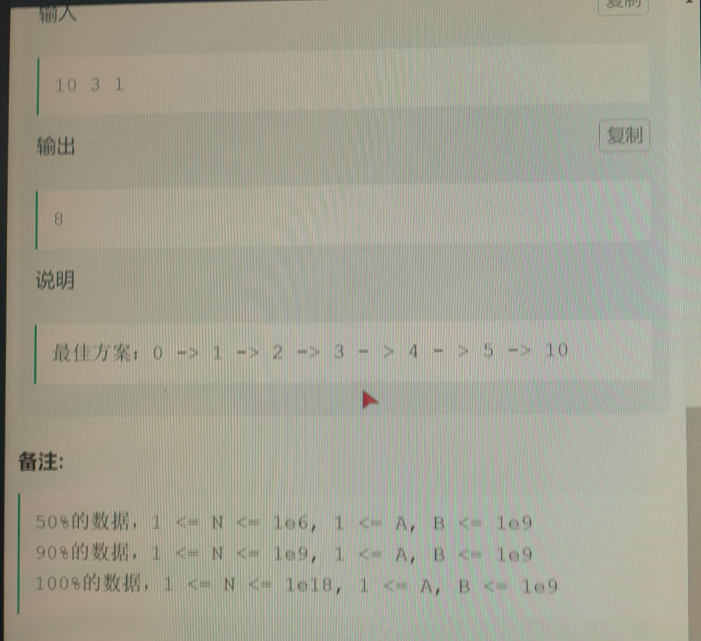 输入
复制
10 3 1
输出
复制
8
说明
最佳方案：0 -> 1 -> 2 -> 3 - > 4 - > 5 -> 10
备注:
50%的数据，1 <= N <= 1e6, 1 <= A, B <= 1e9
90%的数据，1 <= N <= 1e9, 1 <= A, B <= 1e9
100%的数据，1 <= N <= 1e18, 1 <= A, B <= 1e9